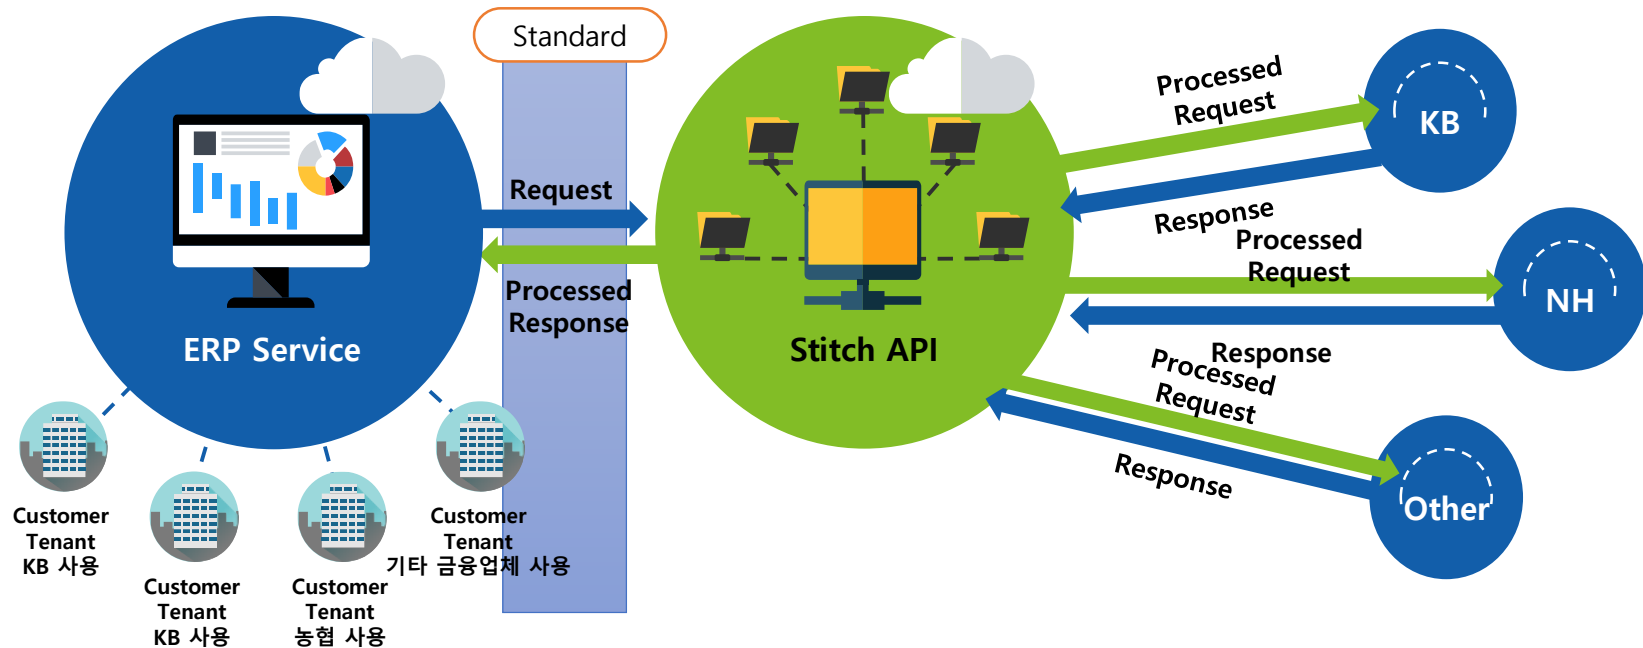 Standard
Request
Processed
Response
ERP Service
Stitch API
Processed
Request
Response
KB
Processed
Request
Response
NH
Processed
Request
Response
Other
Customer
Tenant
KB 사용
Customer
Tenant
KB 사용
Customer
Tenant
농협 사용
Customer
Tenant
기타 금융업체 사용